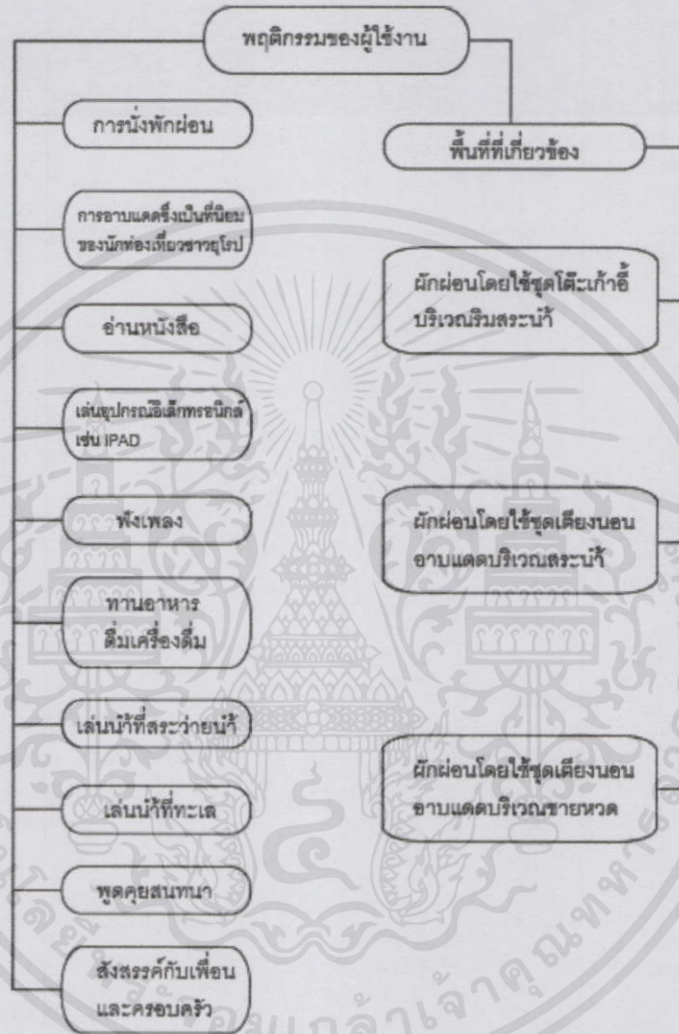 พฤติกรรมของผู้ใช้งาน
การนั่งพักผ่อน
การอาบแดดซึ่งเป็นที่นิยม
ของนักท่องเที่ยวชาวยุโรป
อ่านหนังสือ
เล่นอุปกรณ์อิเล็กทรอนิกส์
เช่น IPAD
ฟังเพลง
ทานอาหาร
ดื่มเครื่องดื่ม
เล่นน้ำที่สระว่ายน้ำ
เล่นน้ำที่ทะเล
พูดคุยสนทนา
สังสรรค์กับเพื่อน
และครอบครัว
พื้นที่ที่เกี่ยวข้อง
ผักผ่อนโดยใช้ชุดโต๊ะเก้าอี้
บริเวณริมสระน้ำ
ผักผ่อนโดยใช้ชุดเตียงนอน
อาบแดดบริเวณสระน้ำ
ผักผ่อนโดยใช้ชุดเตียงนอน
อาบแดดบริเวณชายหวด